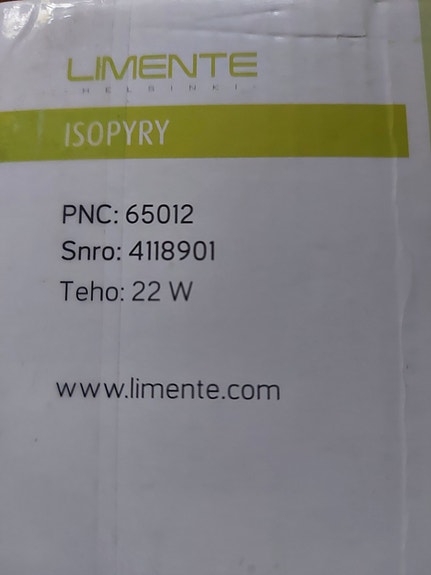 LIMENTE
HELSINKI
ISOPYRY
PNC: 65012
Snro: 4118901
Teho: 22 W
www.limente.com